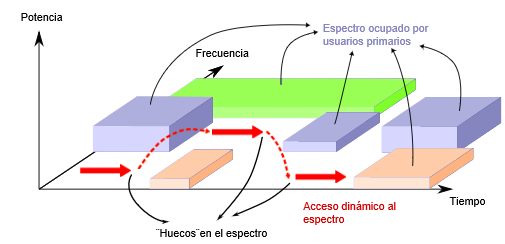 Potencia
Espectro ocupado por
usuarios primarios
Frecuencia
Tiempo
Acceso dinámico al
espectro
¨Huecos¨en el espectro